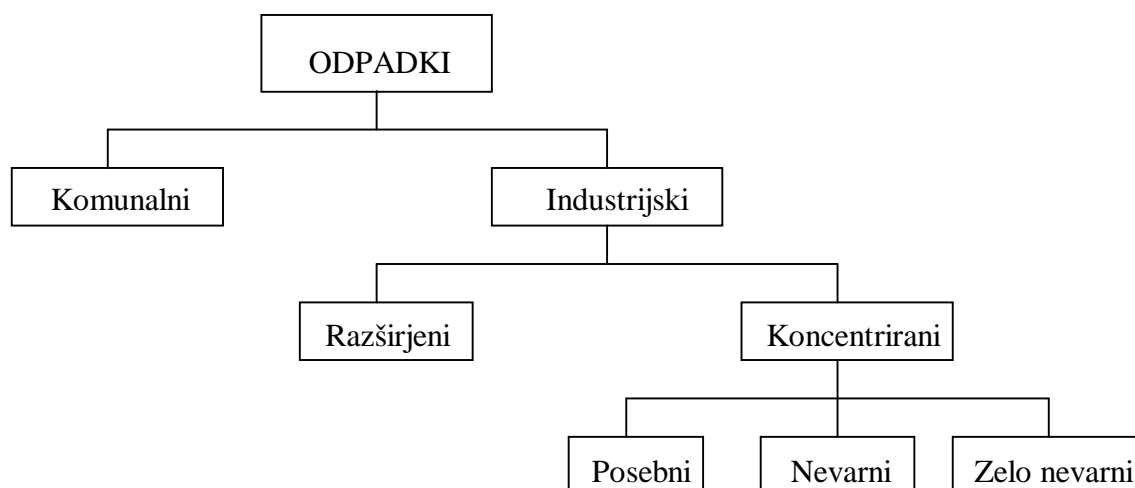 ODPADKI
Komunalni
Industrijski
Razširjeni
Koncentrirani
Posebni
Nevarni
Zelo nevarni